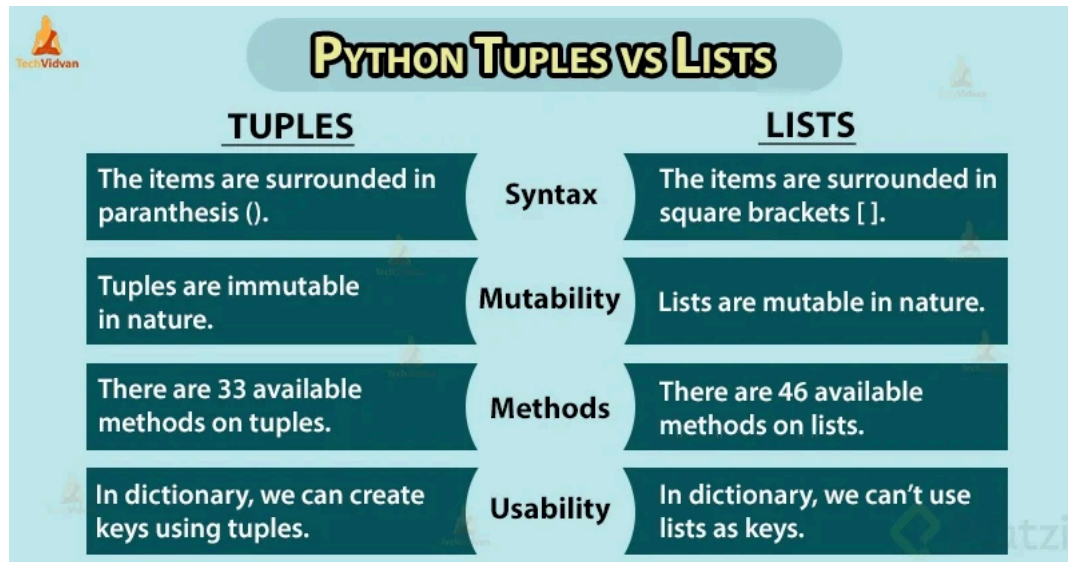 TechVidvan
PYTHON TUPLES VS LISTS
TUPLES
LISTS
The items are surrounded in
paranthesis ().
Syntax
The items are surrounded in
square brackets [ ].
Tuples are immutable
in nature.
Mutability
Lists are mutable in nature.
There are 33 available
methods on tuples.
Methods
There are 46 available
methods on lists.
In dictionary, we can create
keys using tuples.
Usability
In dictionary, we can't use
lists as keys.